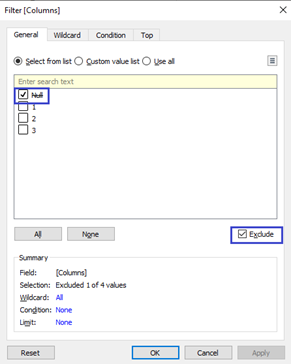 Filter [Columns]
General Wildcard Condition Top
Select from list Custom value list Use all
Enter search text
Null
1
2
3
All None Exclude
Summary
Field: [Columns]
Selection: Excluded 1 of 4 values
Wildcard: All
Condition: None
Limit: None
Reset OK Cancel Apply